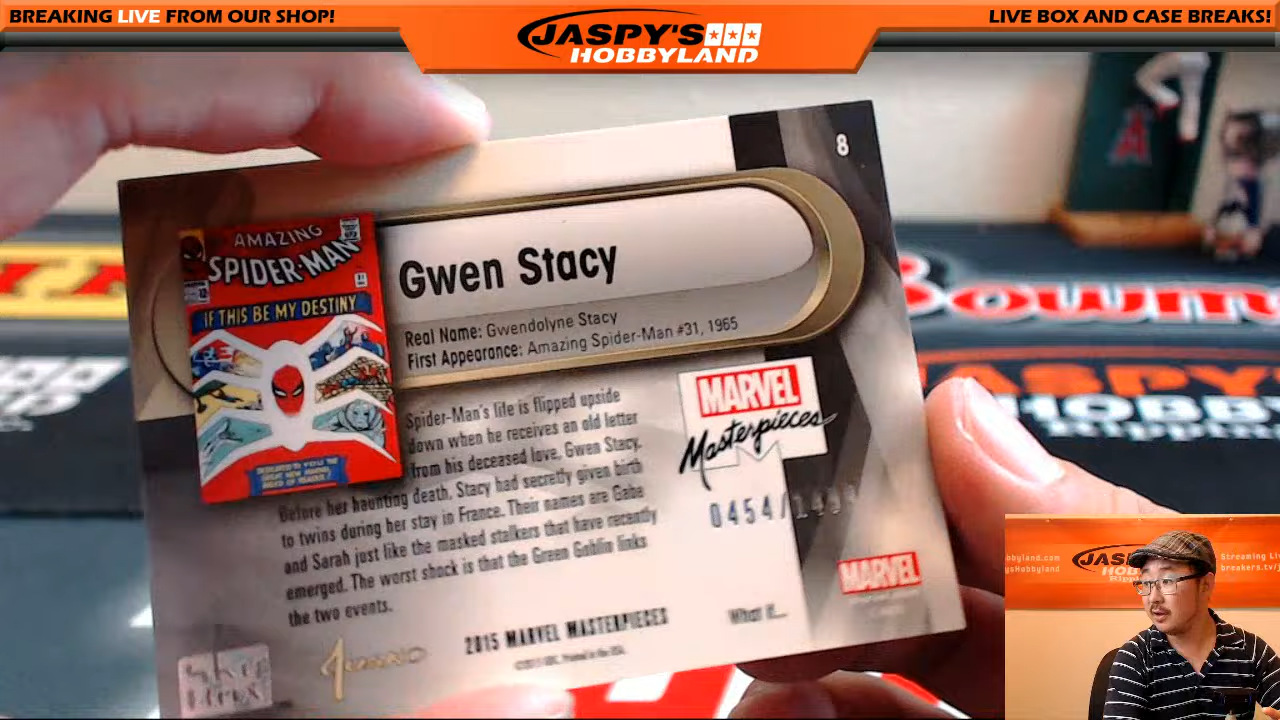 BREAKING LIVE FROM OUR SHOP!
JASPY'S
HOBBYLAND
LIVE BOX AND CASE BREAKS!
8
AMAZING
SPIDER-MAN
IF THIS BE MY DESTINY
Gwen Stacy
Real Name: Gwendolyne Stacy
First Appearance: Amazing Spider-Man #31, 1965
Spider-Man's life is flipped upside
down when he receives an old letter
from his deceased love, Gwen Stacy.
Before her haunting death, Stacy had secretly given birth
to twins during her stay in France. Their names are Gabe
and Sarah just like the masked stalkers that have recently
emerged. The worst shock is that the Green Goblin links
the two events.
MARVEL
Masterpieces
0454/
MARVEL
What If...
2015 MARVEL MASTERPIECES
JASPY'S
HOBBY
Streaming
breakers.tv/